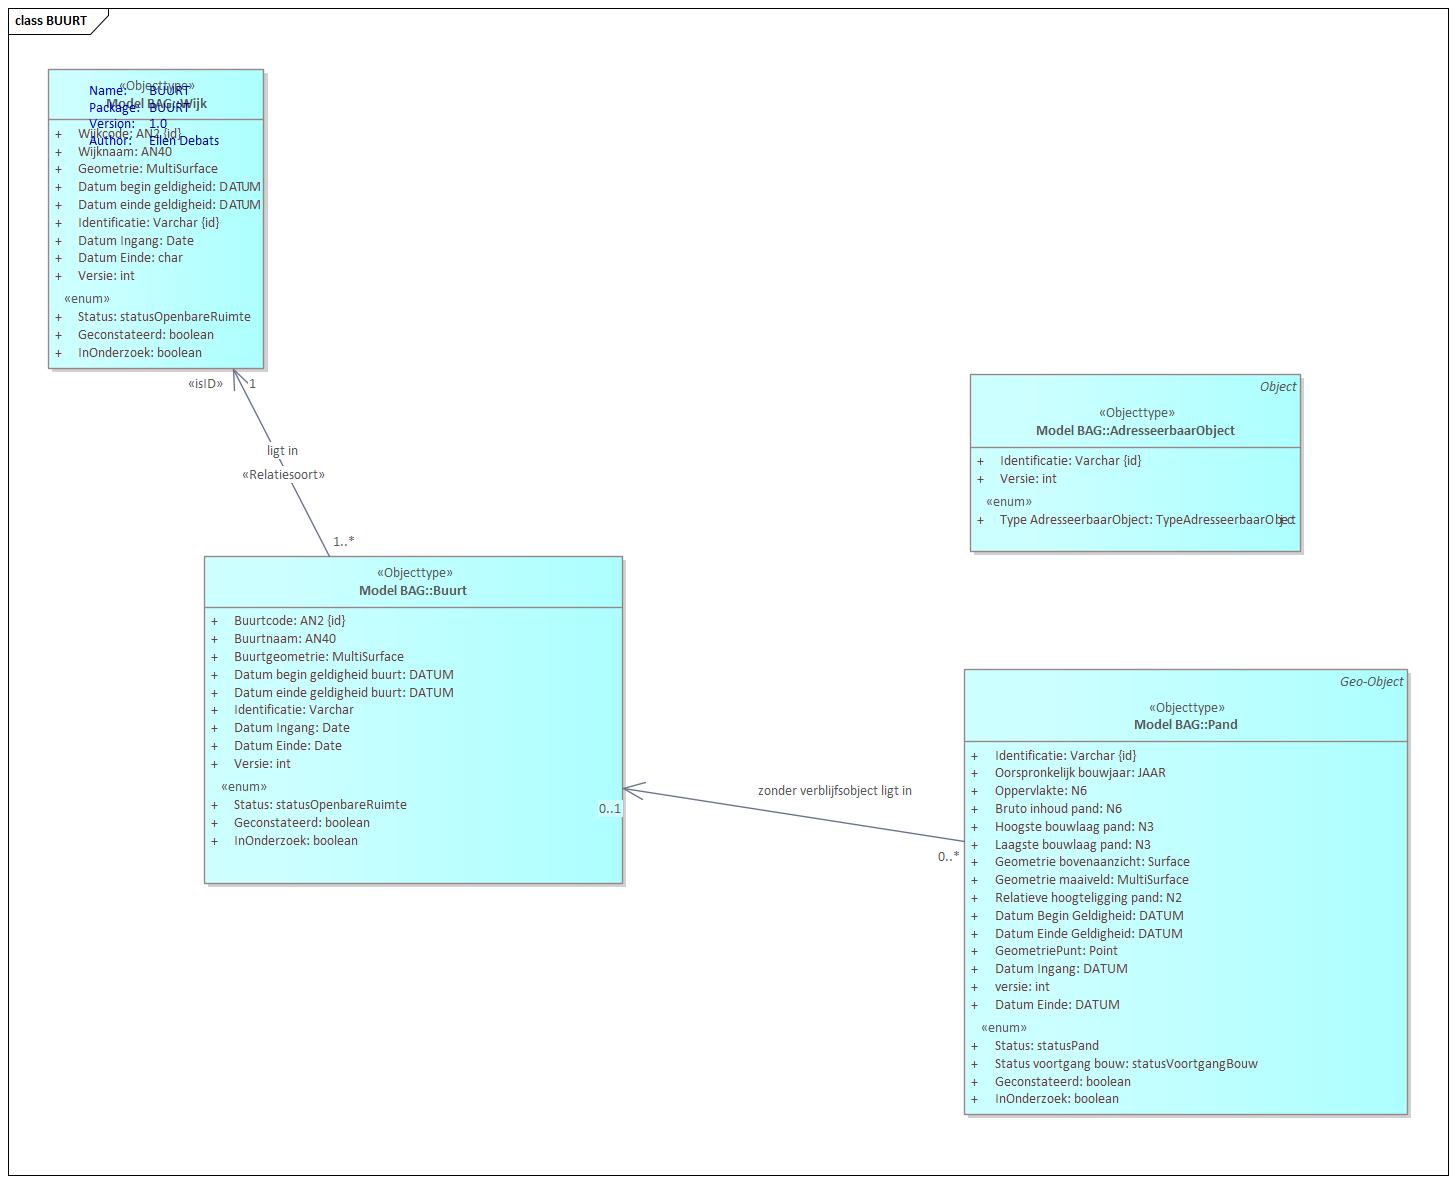 class BUURT
«Objecttype»
Model BAG::Wijk
Name: BUURT
Package: BUURT
Version: 1.0
Author: Ellen Debats
+ Wijkcode: AN2 {id}
+ Wijknaam: AN40
+ Geometrie: MultiSurface
+ Datum begin geldigheid: DATUM
+ Datum einde geldigheid: DATUM
+ Identificatie: Varchar {id}
+ Datum Ingang: Date
+ Datum Einde: char
+ Versie: int
«enum»
+ Status: statusOpenbareRuimte
+ Geconstateerd: boolean
+ InOnderzoek: boolean
«isID» 1
ligt in
«Relatiesoort»
1..*
Object
«Objecttype»
Model BAG::AdresseerbaarObject
+ Identificatie: Varchar {id}
+ Versie: int
«enum»
+ Type AdresseerbaarObject: TypeAdresseerbaarObject
«Objecttype»
Model BAG::Buurt
+ Buurtcode: AN2 {id}
+ Buurtnaam: AN40
+ Buurtgeometrie: MultiSurface
+ Datum begin geldigheid buurt: DATUM
+ Datum einde geldigheid buurt: DATUM
+ Identificatie: Varchar
+ Datum Ingang: Date
+ Datum Einde: Date
+ Versie: int
«enum»
+ Status: statusOpenbareRuimte
+ Geconstateerd: boolean
+ InOnderzoek: boolean
0..1
zonder verblijfsobject ligt in
0..*
Geo-Object
«Objecttype»
Model BAG::Pand
+ Identificatie: Varchar {id}
+ Oorspronkelijk bouwjaar: JAAR
+ Oppervlakte: N6
+ Bruto inhoud pand: N6
+ Hoogste bouwlaag pand: N3
+ Laagste bouwlaag pand: N3
+ Geometrie bovenaanzicht: Surface
+ Geometrie maaiveld: MultiSurface
+ Relatieve hoogteligging pand: N2
+ Datum Begin Geldigheid: DATUM
+ Datum Einde Geldigheid: DATUM
+ GeometriePunt: Point
+ Datum Ingang: DATUM
+ versie: int
+ Datum Einde: DATUM
«enum»
+ Status: statusPand
+ Status voortgang bouw: statusVoortgangBouw
+ Geconstateerd: boolean
+ InOnderzoek: boolean